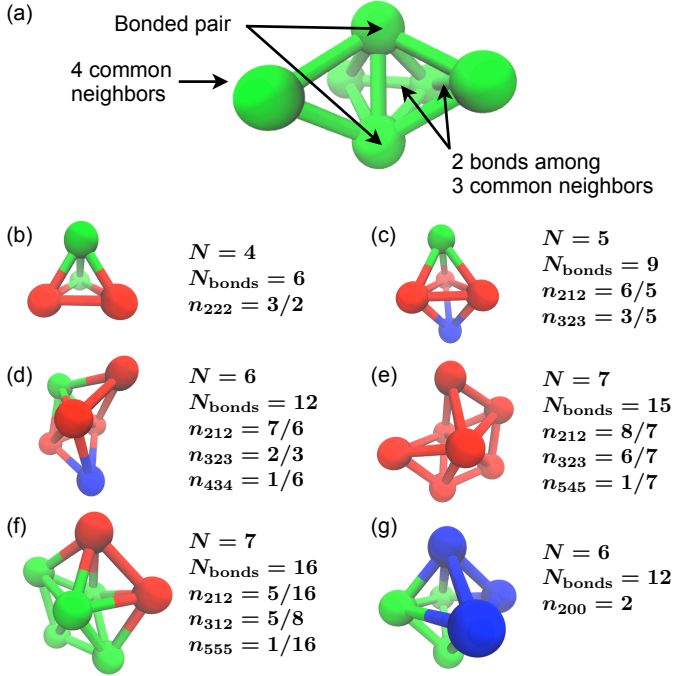 (a)
Bonded pair
4 common
neighbors
2 bonds among
3 common neighbors
(b)
N = 4
N_bonds = 6
n_222 = 3/2
(c)
N = 5
N_bonds = 9
n_212 = 6/5
n_323 = 3/5
(d)
N = 6
N_bonds = 12
n_212 = 7/6
n_323 = 2/3
n_434 = 1/6
(e)
N = 7
N_bonds = 15
n_212 = 8/7
n_323 = 6/7
n_545 = 1/7
(f)
N = 7
N_bonds = 16
n_212 = 5/16
n_312 = 5/8
n_555 = 1/16
(g)
N = 6
N_bonds = 12
n_200 = 2